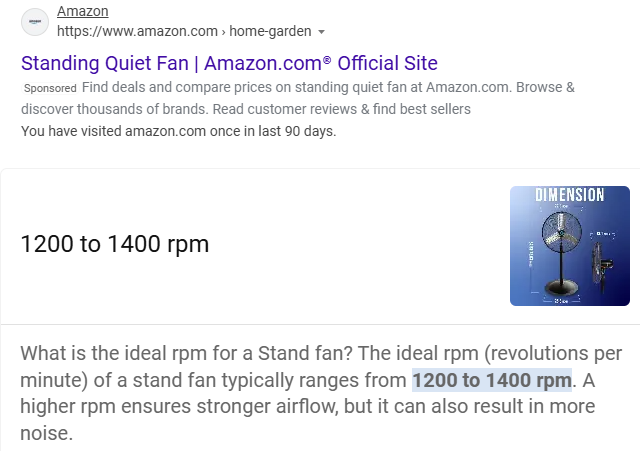 Amazon
https://www.amazon.com › home-garden
Standing Quiet Fan | Amazon.com® Official Site
Sponsored Find deals and compare prices on standing quiet fan at Amazon.com. Browse &
discover thousands of brands. Read customer reviews & find best sellers
You have visited amazon.com once in last 90 days.
DIMENSION
1200 to 1400 rpm
What is the ideal rpm for a Stand fan? The ideal rpm (revolutions per
minute) of a stand fan typically ranges from 1200 to 1400 rpm. A
higher rpm ensures stronger airflow, but it can also result in more
noise.